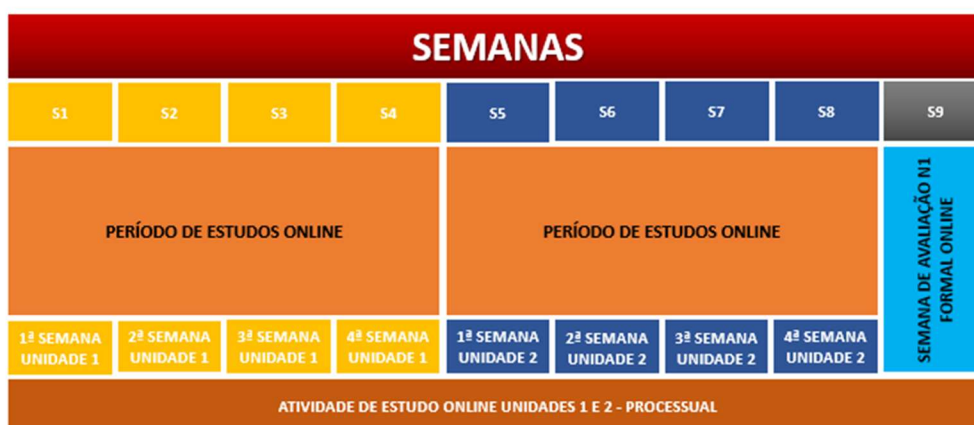 SEMANAS
S1
S2
S3
S4
S5
S6
S7
S8
S9
PERÍODO DE ESTUDOS ONLINE
PERÍODO DE ESTUDOS ONLINE
SEMANA DE AVALIAÇÃO N1
FORMAL ONLINE
1ª SEMANA
UNIDADE 1
2ª SEMANA
UNIDADE 1
3ª SEMANA
UNIDADE 1
4ª SEMANA
UNIDADE 1
1ª SEMANA
UNIDADE 2
2ª SEMANA
UNIDADE 2
3ª SEMANA
UNIDADE 2
4ª SEMANA
UNIDADE 2
ATIVIDADE DE ESTUDO ONLINE UNIDADES 1 E 2 - PROCESSUAL